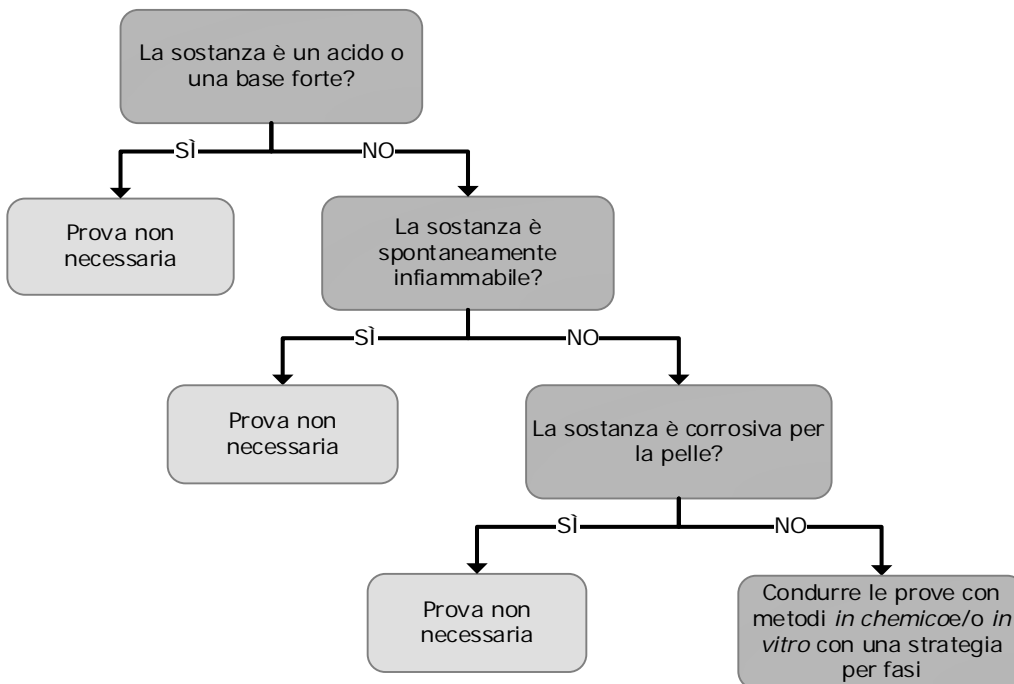 La sostanza è un acido o
una base forte?
SÌ
NO
Prova non
necessaria
La sostanza è
spontaneamente
infiammabile?
SÌ
NO
Prova non
necessaria
La sostanza è corrosiva per
la pelle?
SÌ
NO
Prova non
necessaria
Condurre le prove con
metodi in chemicoe/o in
vitro con una strategia
per fasi